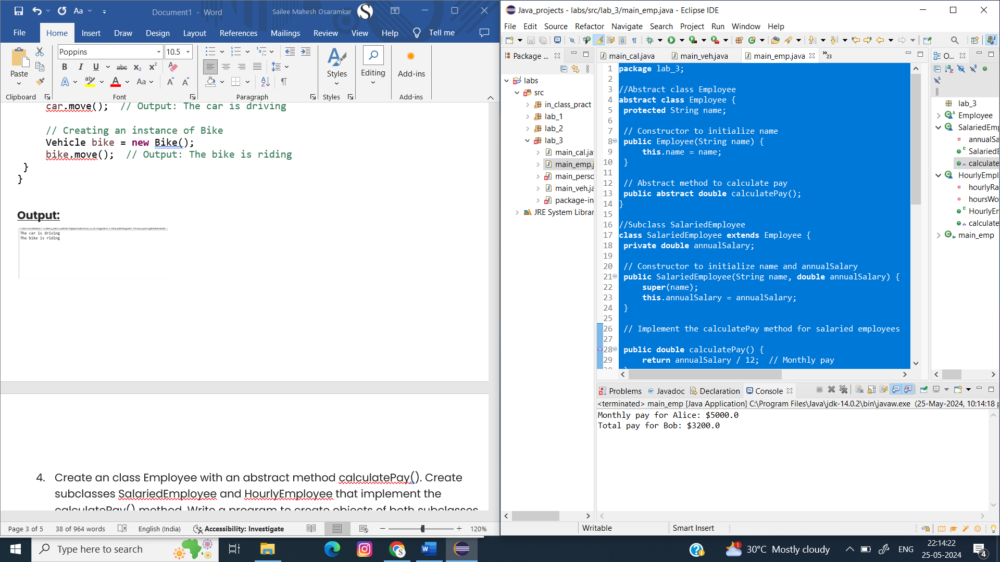 Document1 - Word
Sailee Mahesh Osaramkar
File Home Insert Draw Design Layout References Mailings Review View Help Tell me
Poppins 10.5
Paste
Styles
Editing
Add-ins
Clipboard Font Paragraph Styles Add-ins
car.move(); // Output: The car is driving
// Creating an instance of Bike
Vehicle bike = new Bike();
bike.move(); // Output: The bike is riding
}
}
Output:
<terminated> main_veh [Java Application] C:\Program Files\Java\jdk-14.0.2\bin\javaw.exe
The car is driving
The bike is riding
4. Create an class Employee with an abstract method calculatePay(). Create
subclasses SalariedEmployee and HourlyEmployee that implement the
calculatePay() method. Write a program to create objects of both subclasses
Page 3 of 5 38 of 964 words English (India) Accessibility: Investigate 120%
Java_projects - labs/src/lab_3/main_emp.java - Eclipse IDE
File Edit Source Refactor Navigate Search Project Run Window Help
Package ...
labs
src
in_class_pract
lab_1
lab_2
lab_3
main_cal.ja
main_emp.j
main_perso
main_veh.ja
package-in
JRE System Librar
main_cal.java main_veh.java main_emp.java 23
1 package lab_3;
2
3 //Abstract class Employee
4 abstract class Employee {
5 protected String name;
6
7 // Constructor to initialize name
8 public Employee(String name) {
9 this.name = name;
10 }
11
12 // Abstract method to calculate pay
13 public abstract double calculatePay();
14 }
15
16 //Subclass SalariedEmployee
17 class SalariedEmployee extends Employee {
18 private double annualSalary;
19
20 // Constructor to initialize name and annualSalary
21 public SalariedEmployee(String name, double annualSalary) {
22 super(name);
23 this.annualSalary = annualSalary;
24 }
25
26 // Implement the calculatePay method for salaried employees
27
28 public double calculatePay() {
29 return annualSalary / 12; // Monthly pay
O...
lab_3
Employee
SalariedEmp
annualSa
SalariedE
calculate
HourlyEmpl
hourlyRa
hoursWo
HourlyEr
calculate
main_emp
Problems Javadoc Declaration Console
<terminated> main_emp [Java Application] C:\Program Files\Java\jdk-14.0.2\bin\javaw.exe (25-May-2024, 10:14:18 p
Monthly pay for Alice: $5000.0
Total pay for Bob: $3200.0
Writable Smart Insert
Type here to search
30°C Mostly cloudy
ENG
22:14:22
25-05-2024
4